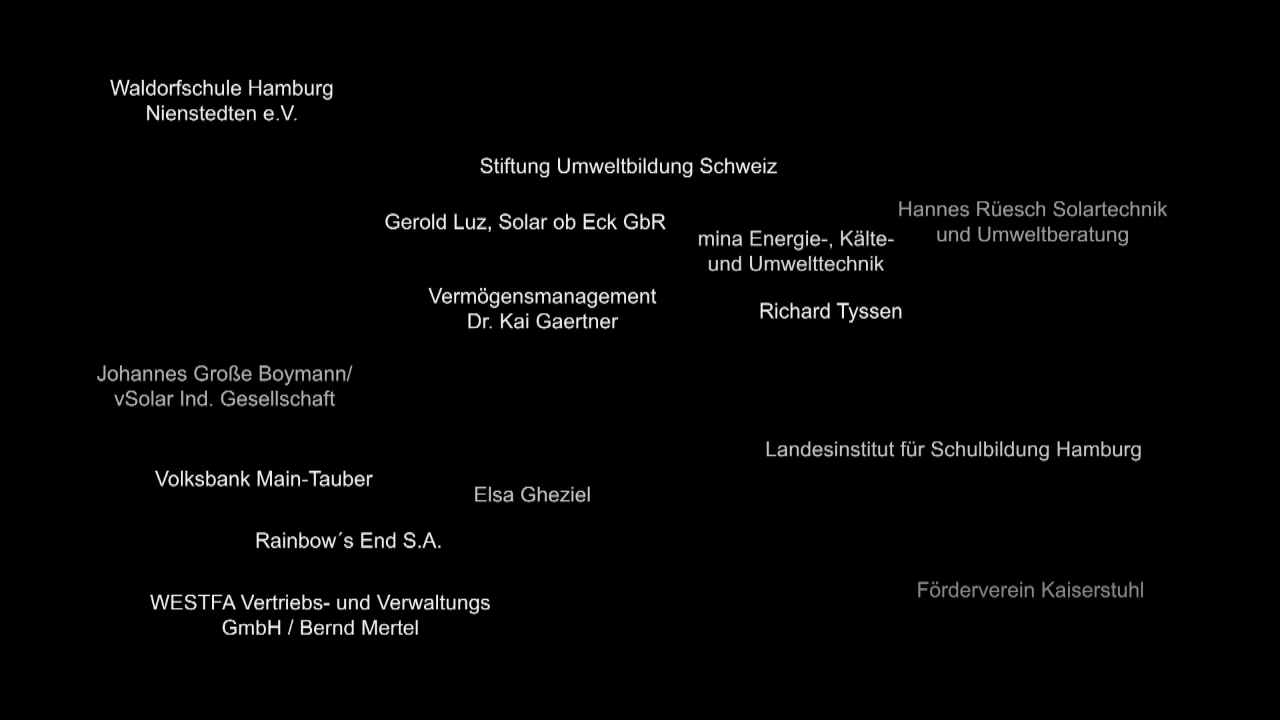 Waldorfschule Hamburg
Nienstedten e.V.
Stiftung Umweltbildung Schweiz
Gerold Luz, Solar ob Eck GbR
Hannes Rüesch Solartechnik
und Umweltberatung
mina Energie-, Kälte-
und Umwelttechnik
Vermögensmanagement
Dr. Kai Gaertner
Richard Tyssen
Johannes Große Boymann/
vSolar Ind. Gesellschaft
Landesinstitut für Schulbildung Hamburg
Volksbank Main-Tauber
Elsa Gheziel
Rainbow´s End S.A.
Förderverein Kaiserstuhl
WESTFA Vertriebs- und Verwaltungs
GmbH / Bernd Mertel